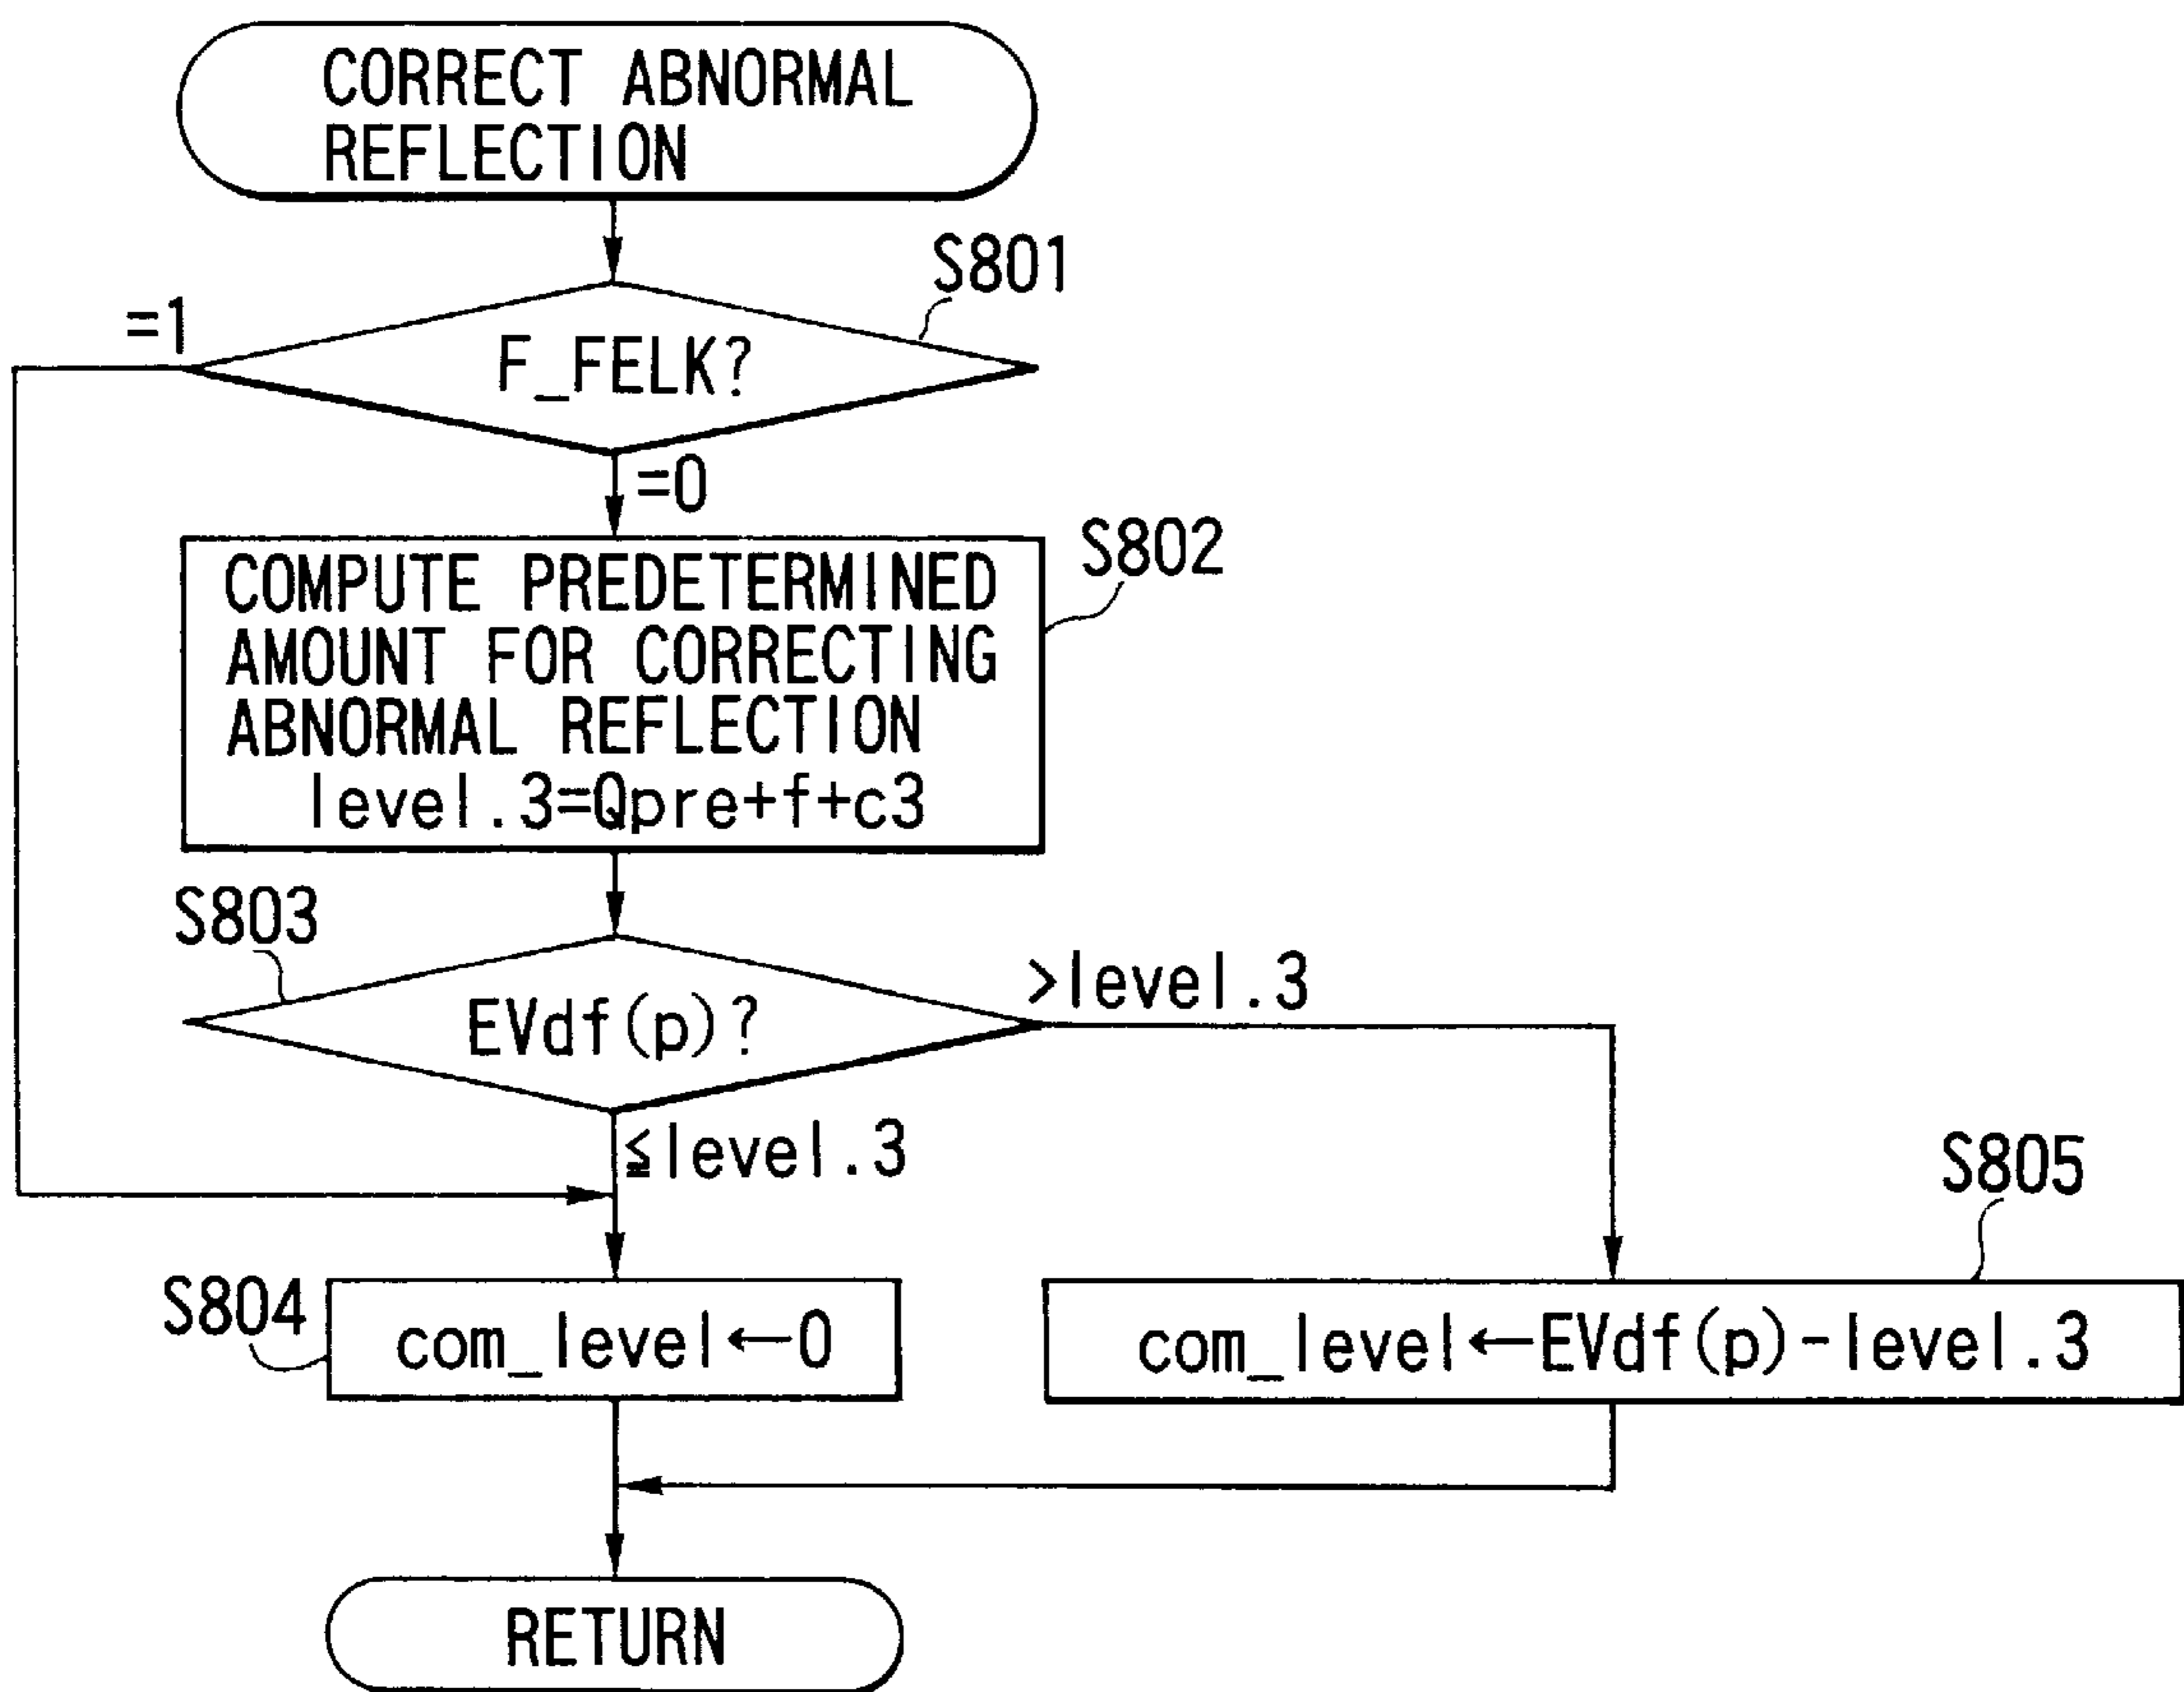 CORRECT ABNORMAL
REFLECTION
S801
=1
F_FELK?
=0
S802
COMPUTE PREDETERMINED
AMOUNT FOR CORRECTING
ABNORMAL REFLECTION
level.3=Qpre+f+c3
S803
>level.3
EVdf(p)?
≦level.3
S805
S804
com_level←0
com_level←EVdf(p)-level.3
RETURN